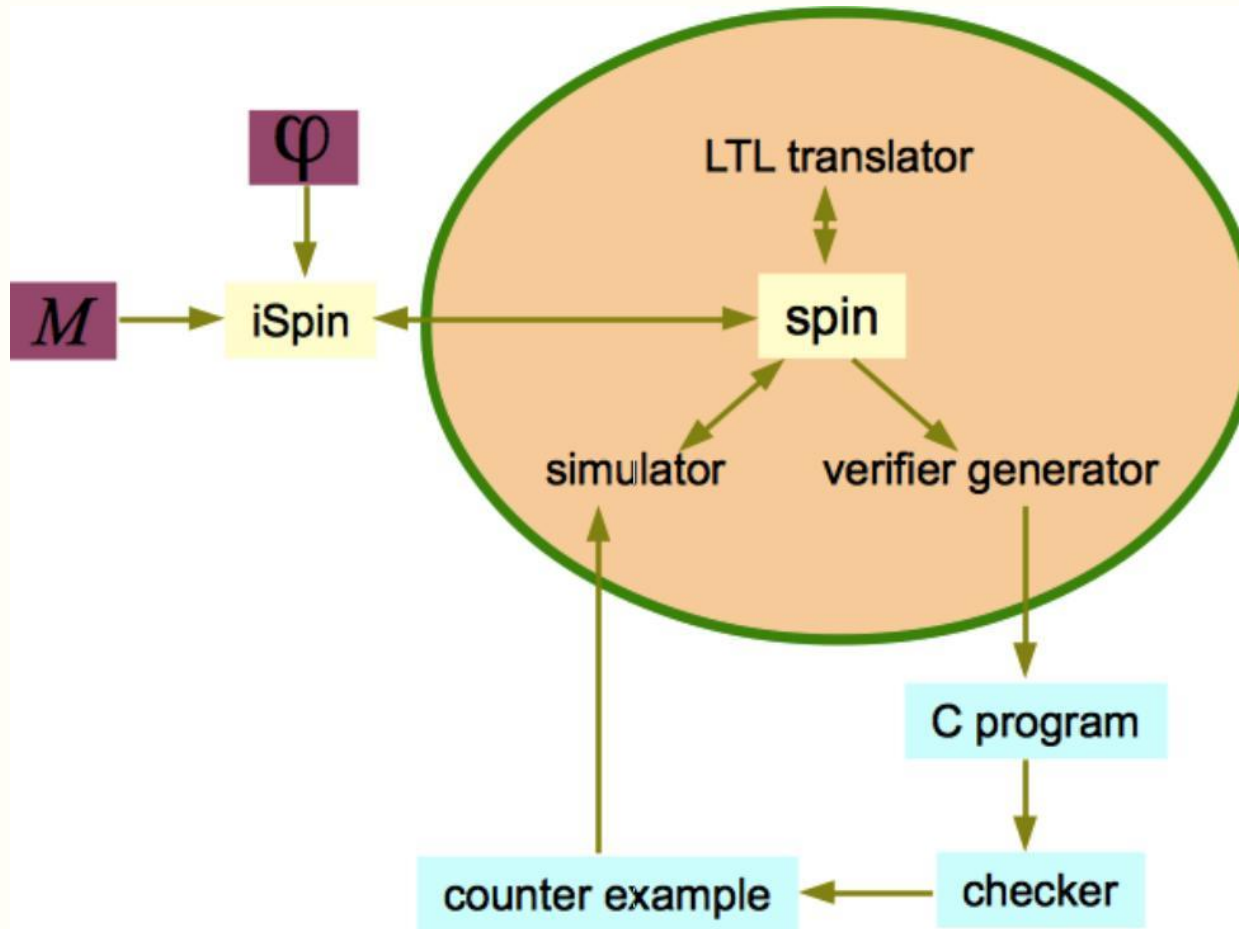 φ
LTL translator
M
iSpin
spin
simulator
verifier generator
C program
counter example
checker